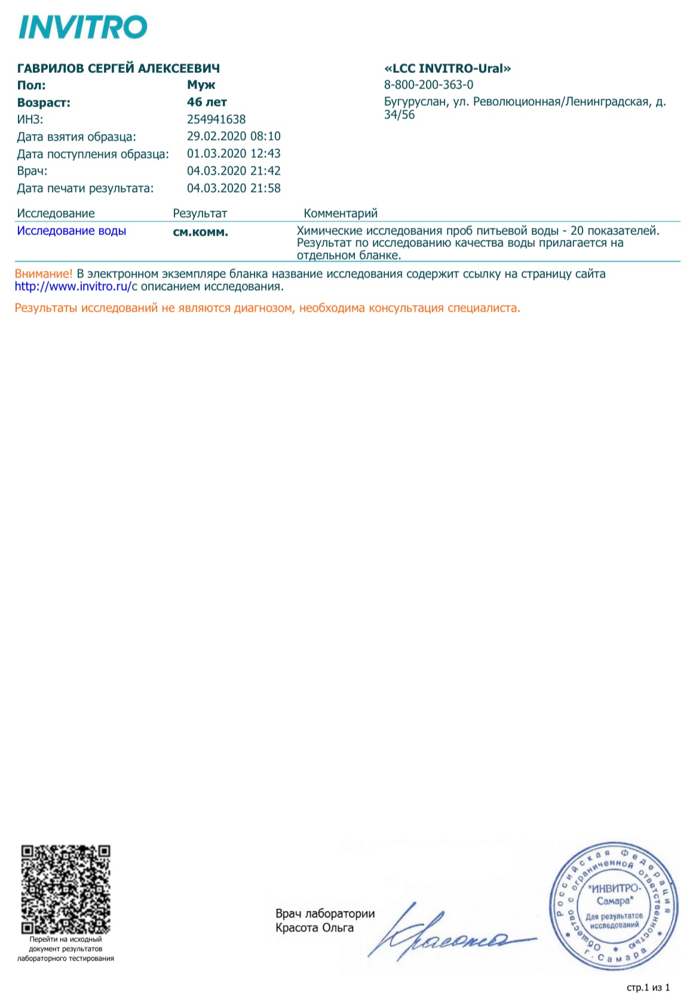 INVITRO
ГАВРИЛОВ СЕРГЕЙ АЛЕКСЕЕВИЧ
Пол: Муж
Возраст: 46 лет
ИНЗ: 254941638
Дата взятия образца: 29.02.2020 08:10
Дата поступления образца: 01.03.2020 12:43
Врач: 04.03.2020 21:42
Дата печати результата: 04.03.2020 21:58
«LCC INVITRO-Ural»
8-800-200-363-0
Бугуруслан, ул. Революционная/Ленинградская, д.
34/56
Исследование Результат Комментарий
Исследование воды см.комм. Химические исследования проб питьевой воды - 20 показателей.
Результат по исследованию качества воды прилагается на
отдельном бланке.
Внимание! В электронном экземпляре бланка название исследования содержит ссылку на страницу сайта
http://www.invitro.ru/с описанием исследования.
Результаты исследований не являются диагнозом, необходима консультация специалиста.
Перейти на исходный
документ результатов
лабораторного тестирования
Врач лаборатории
Красота Ольга
Красота
Российская Федерация
Общество с ограниченной ответственностью
"ИНВИТРО-
Самара"
Для результатов
исследований
г. Самара
стр.1 из 1